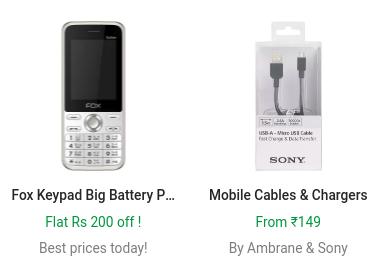 FOX
USB-A - Micro USB Cable
Fast Charge & Data Transfer
SONY
Fox Keypad Big Battery P...
Mobile Cables & Chargers
Flat Rs 200 off !
From ₹149
Best prices today!
By Ambrane & Sony